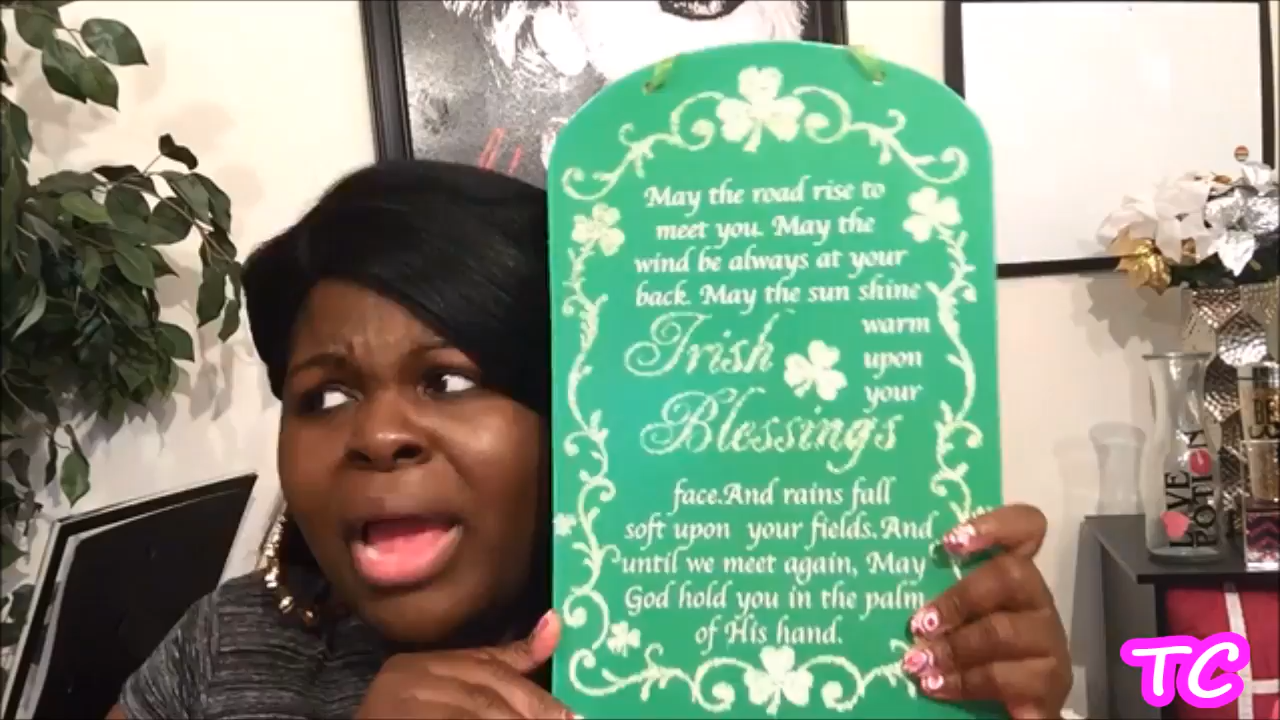 May the road rise to
meet you. May the
wind be always at your
back. May the sun shine
warm
upon
your
Irish
Blessings
face.And rains fall
soft upon your fields.And
until we meet again, May
God hold you in the palm
of His hand.
LOVE
POTION
TC